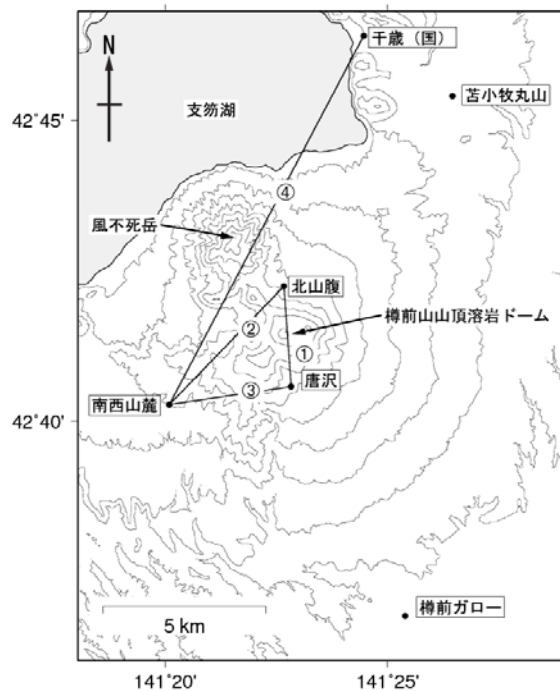 千歳（国）
N
苫小牧丸山
支笏湖
42˚45'
④
風不死岳
北山腹
樽前山山頂溶岩ドーム
②
①
③
唐沢
南西山麓
42˚40'
樽前ガロー
5 km
141˚20'
141˚25'